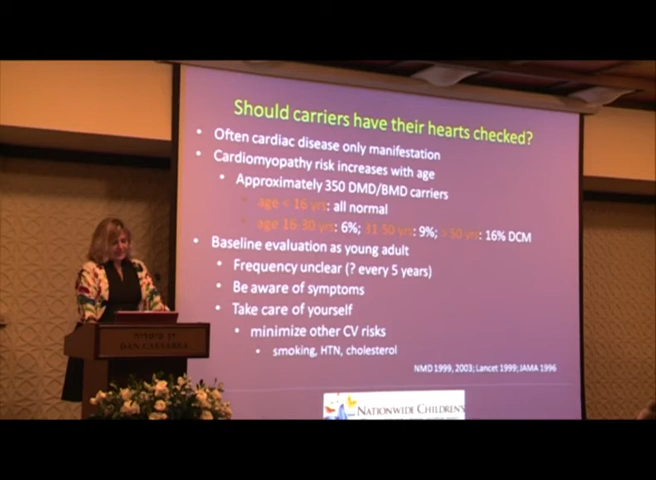 Should carriers have their hearts checked?
• Often cardiac disease only manifestation
• Cardiomyopathy risk increases with age
• Approximately 350 DMD/BMD carriers
• age < 16 yrs: all normal
• age 16-30 yrs: 6%; 31-50 yrs: 9%; > 50 yrs: 16% DCM
• Baseline evaluation as young adult
• Frequency unclear (? every 5 years)
• Be aware of symptoms
• Take care of yourself
• minimize other CV risks
• smoking, HTN, cholesterol
NMD 1999, 2003; Lancet 1999; JAMA 1996
NATIONWIDE CHILDREN'S